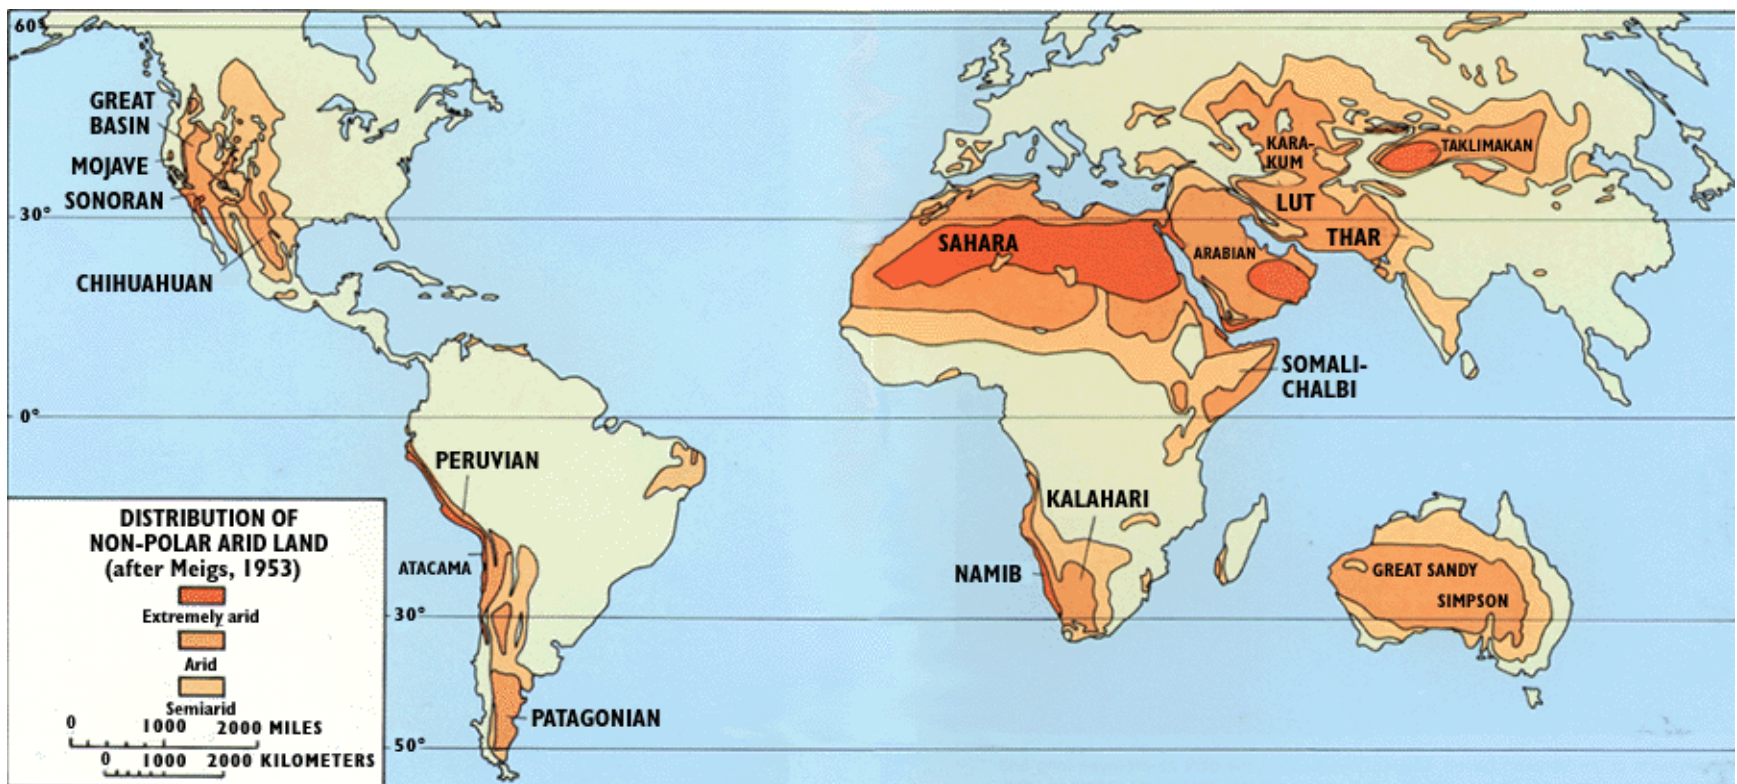 60°
GREAT
BASIN
MOJAVE
SONORAN
30°
CHIHUAHUAN
0°
PERUVIAN
ATACAMA
30°
PATAGONIAN
50°
SAHARA
ARABIAN
KARA-
KUM
TAKLIMAKAN
LUT
THAR
SOMALI-
CHALBI
KALAHARI
NAMIB
GREAT SANDY
SIMPSON
DISTRIBUTION OF
NON-POLAR ARID LAND
(after Meigs, 1953)
Extremely arid
Arid
Semiarid
0 1000 2000 MILES
0 1000 2000 KILOMETERS